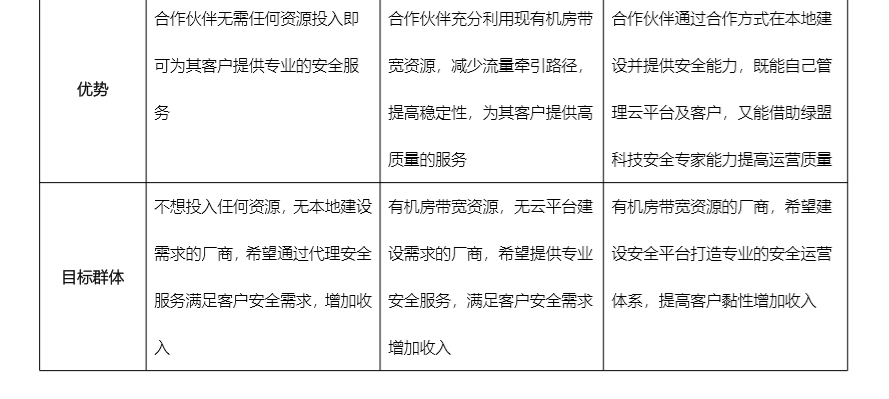 合作伙伴无需任何资源投入即
可为其客户提供专业的安全服
务
合作伙伴充分利用现有机房带
宽资源，减少流量牵引路径，
提高稳定性，为其客户提供高
质量的服务
合作伙伴通过合作方式在本地建
设并提供安全能力，既能自己管
理云平台及客户，又能借助绿盟
科技安全专家能力提高运营质量
优势
不想投入任何资源，无本地建设
需求的厂商，希望通过代理安全
服务满足客户安全需求，增加收
入
有机房带宽资源，无云平台建
设需求的厂商，希望提供专业
安全服务，满足客户安全需求
增加收入
有机房带宽资源的厂商，希望建
设安全平台打造专业的安全运营
体系，提高客户黏性增加收入
目标群体